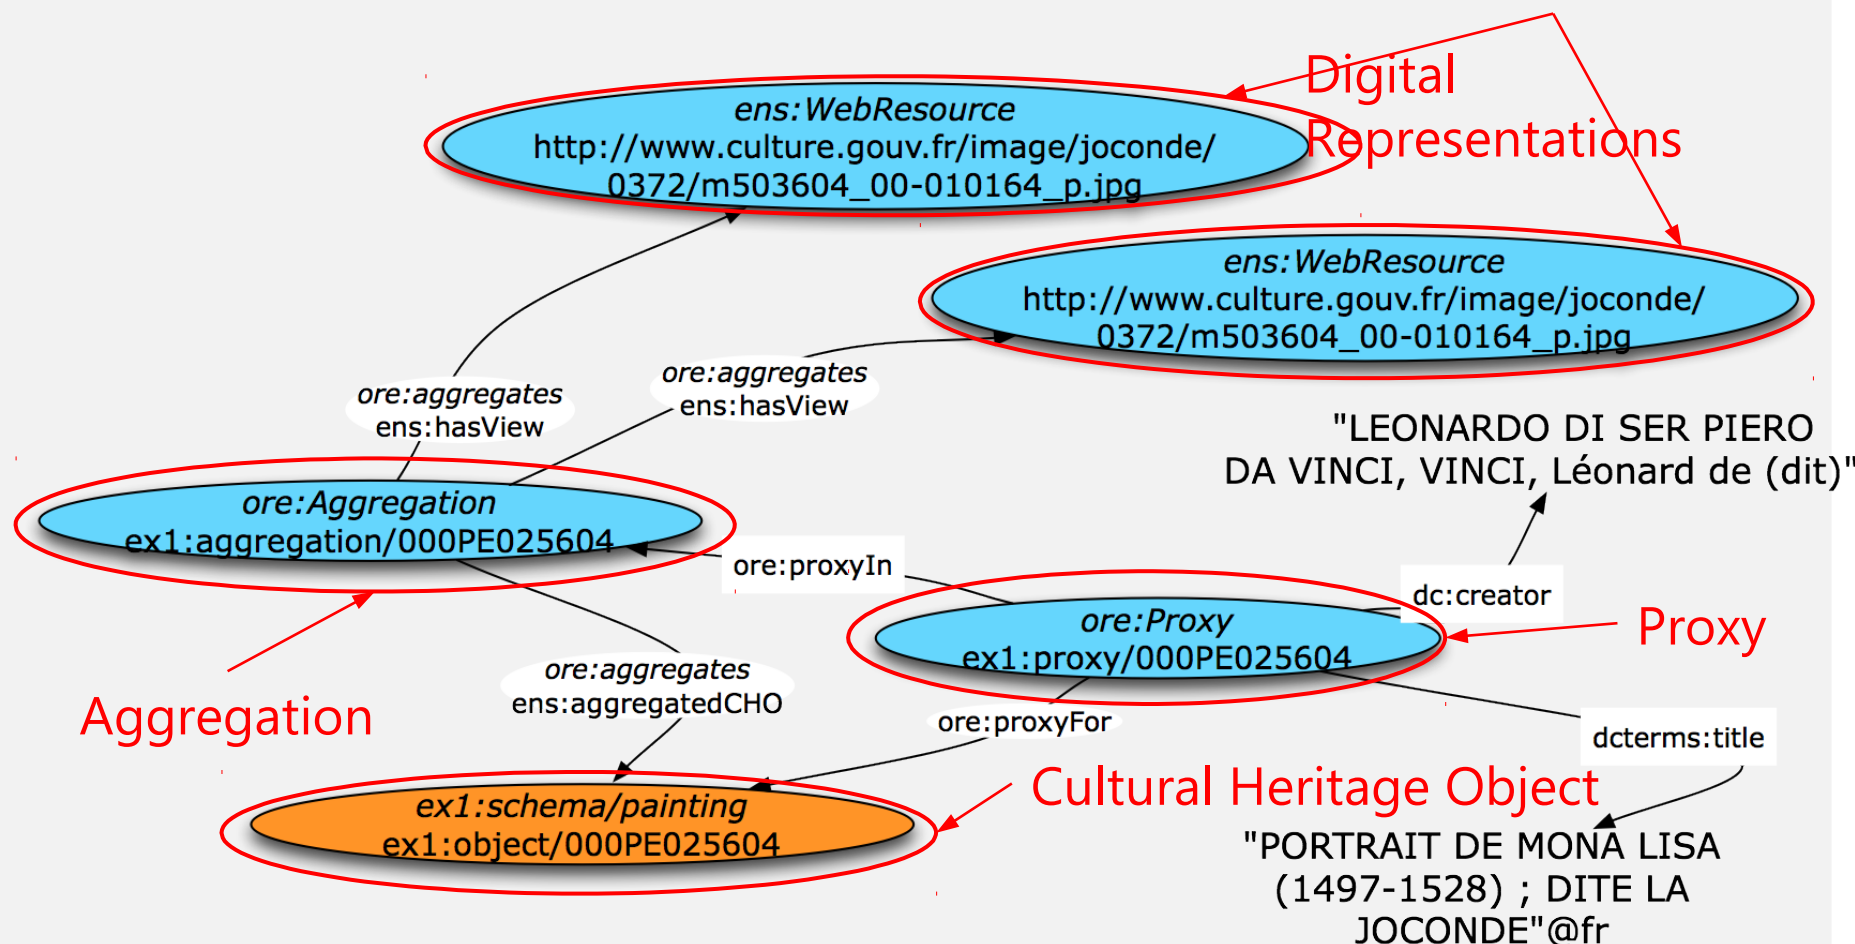 Digital
Representations
ens:WebResource
http://www.culture.gouv.fr/image/joconde/
0372/m503604_00-010164_p.jpg
ens:WebResource
http://www.culture.gouv.fr/image/joconde/
0372/m503604_00-010164_p.jpg
ore:aggregates
ens:hasView
ore:aggregates
ens:hasView
"LEONARDO DI SER PIERO
DA VINCI, VINCI, Léonard de (dit)"
ore:Aggregation
ex1:aggregation/000PE025604
ore:proxyIn
dc:creator
ore:Proxy
ex1:proxy/000PE025604
Proxy
ore:aggregates
ens:aggregatedCHO
Aggregation
ore:proxyFor
dcterms:title
Cultural Heritage Object
ex1:schema/painting
ex1:object/000PE025604
"PORTRAIT DE MONA LISA
(1497-1528) ; DITE LA
JOCONDE"@fr